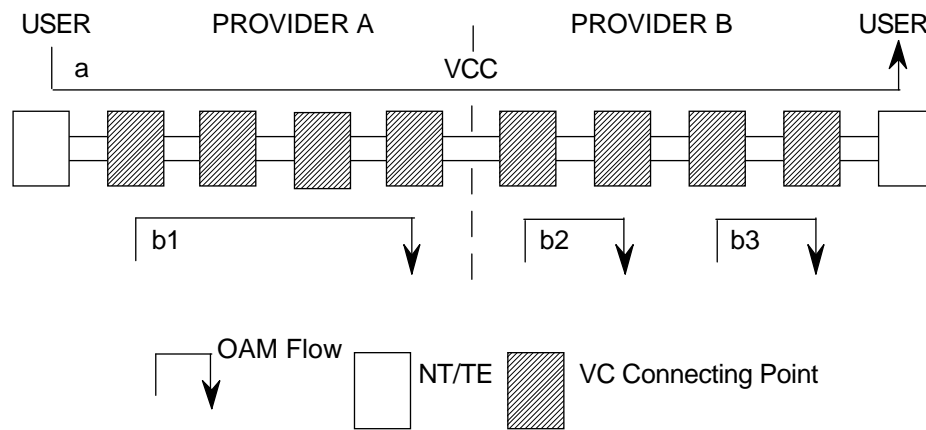 USER PROVIDER A PROVIDER B USER
a VCC
b1 b2 b3
OAM Flow
NT/TE VC Connecting Point